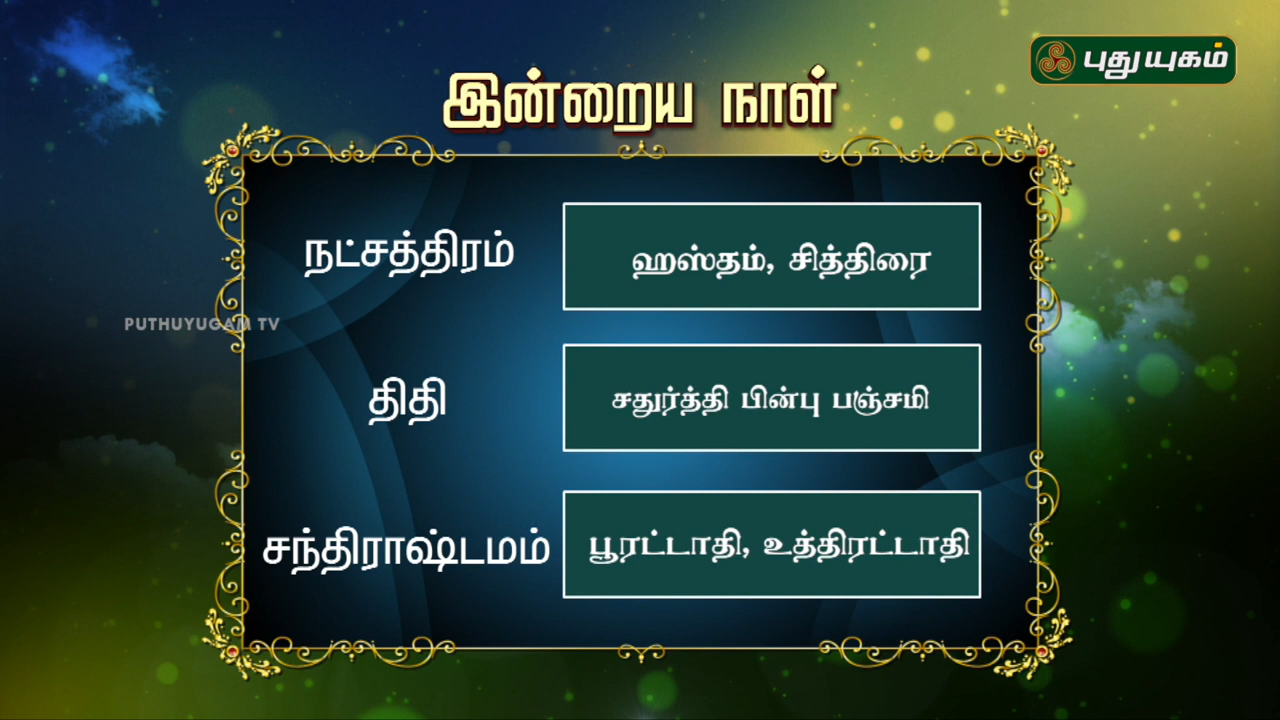 புதுயுகம்
இன்றைய நாள்
நட்சத்திரம்
ஹஸ்தம், சித்திரை
PUTHUYUGAM TV
திதி
சதுர்த்தி பின்பு பஞ்சமி
சந்திராஷ்டமம்
பூரட்டாதி, உத்திரட்டாதி